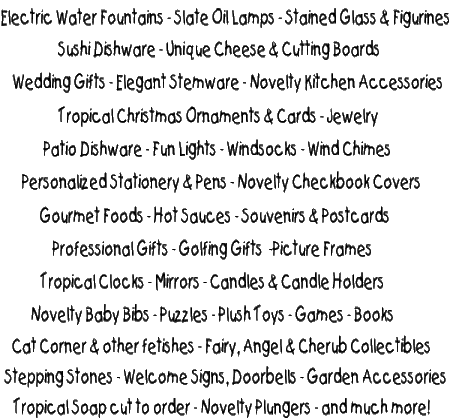 Electric Water Fountains - Slate Oil Lamps - Stained Glass & Figurines
Sushi Dishware - Unique Cheese & Cutting Boards
Wedding Gifts - Elegant Stemware - Novelty Kitchen Accessories
Tropical Christmas Ornaments & Cards - Jewelry
Patio Dishware - Fun Lights - Windsocks - Wind Chimes
Personalized Stationery & Pens - Novelty Checkbook Covers
Gourmet Foods - Hot Sauces - Souvenirs & Postcards
Professional Gifts - Golfing Gifts -Picture Frames
Tropical Clocks - Mirrors - Candles & Candle Holders
Novelty Baby Bibs - Puzzles - Plush Toys - Games - Books
Cat Corner & other fetishes - Fairy, Angel & Cherub Collectibles
Stepping Stones - Welcome Signs, Doorbells - Garden Accessories
Tropical Soap cut to order - Novelty Plungers - and much more!